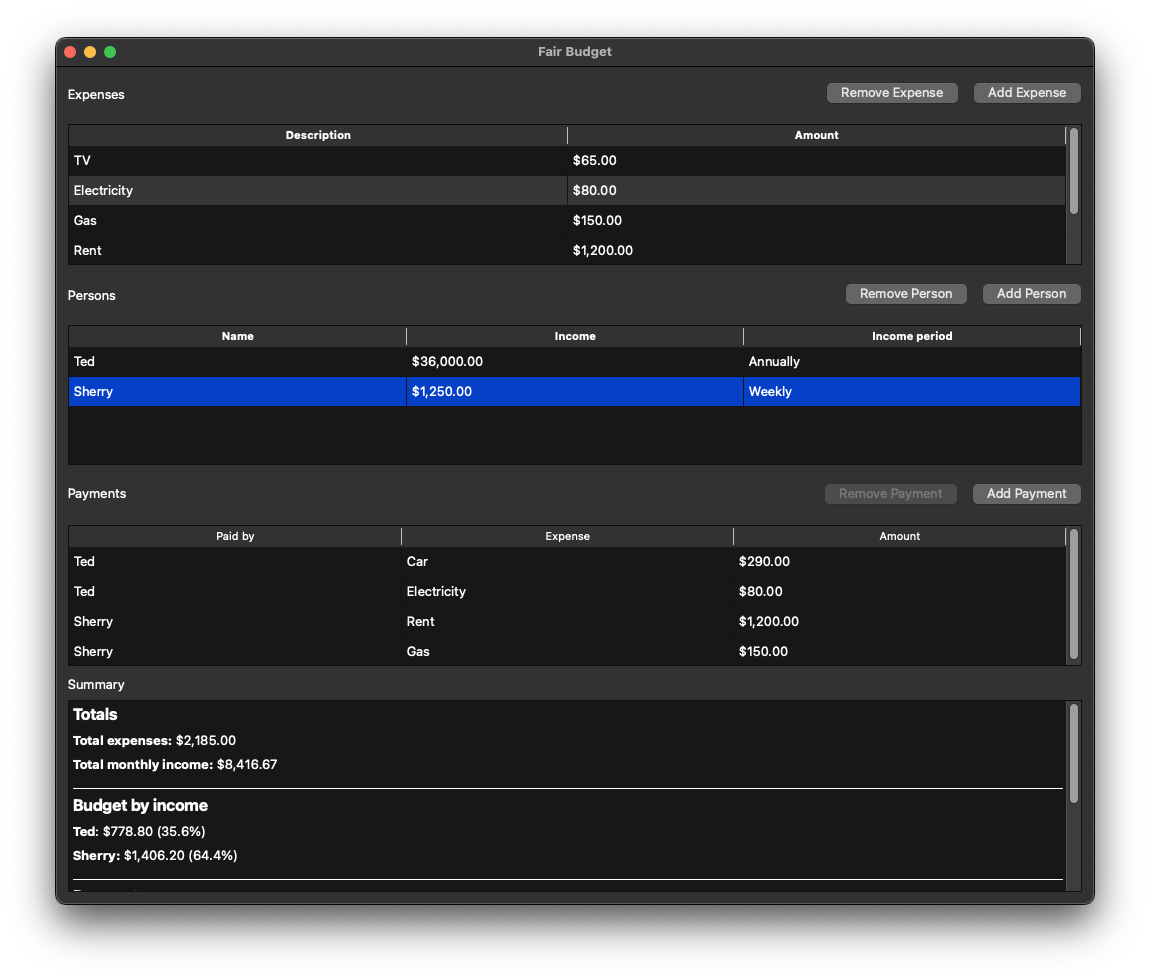 Fair Budget
Expenses Remove Expense Add Expense
Description Amount
TV $65.00
Electricity $80.00
Gas $150.00
Rent $1,200.00
Persons Remove Person Add Person
Name Income Income period
Ted $36,000.00 Annually
Sherry $1,250.00 Weekly
Payments Remove Payment Add Payment
Paid by Expense Amount
Ted Car $290.00
Ted Electricity $80.00
Sherry Rent $1,200.00
Sherry Gas $150.00
Summary
Totals
Total expenses: $2,185.00
Total monthly income: $8,416.67
Budget by income
Ted: $778.80 (35.6%)
Sherry: $1,406.20 (64.4%)